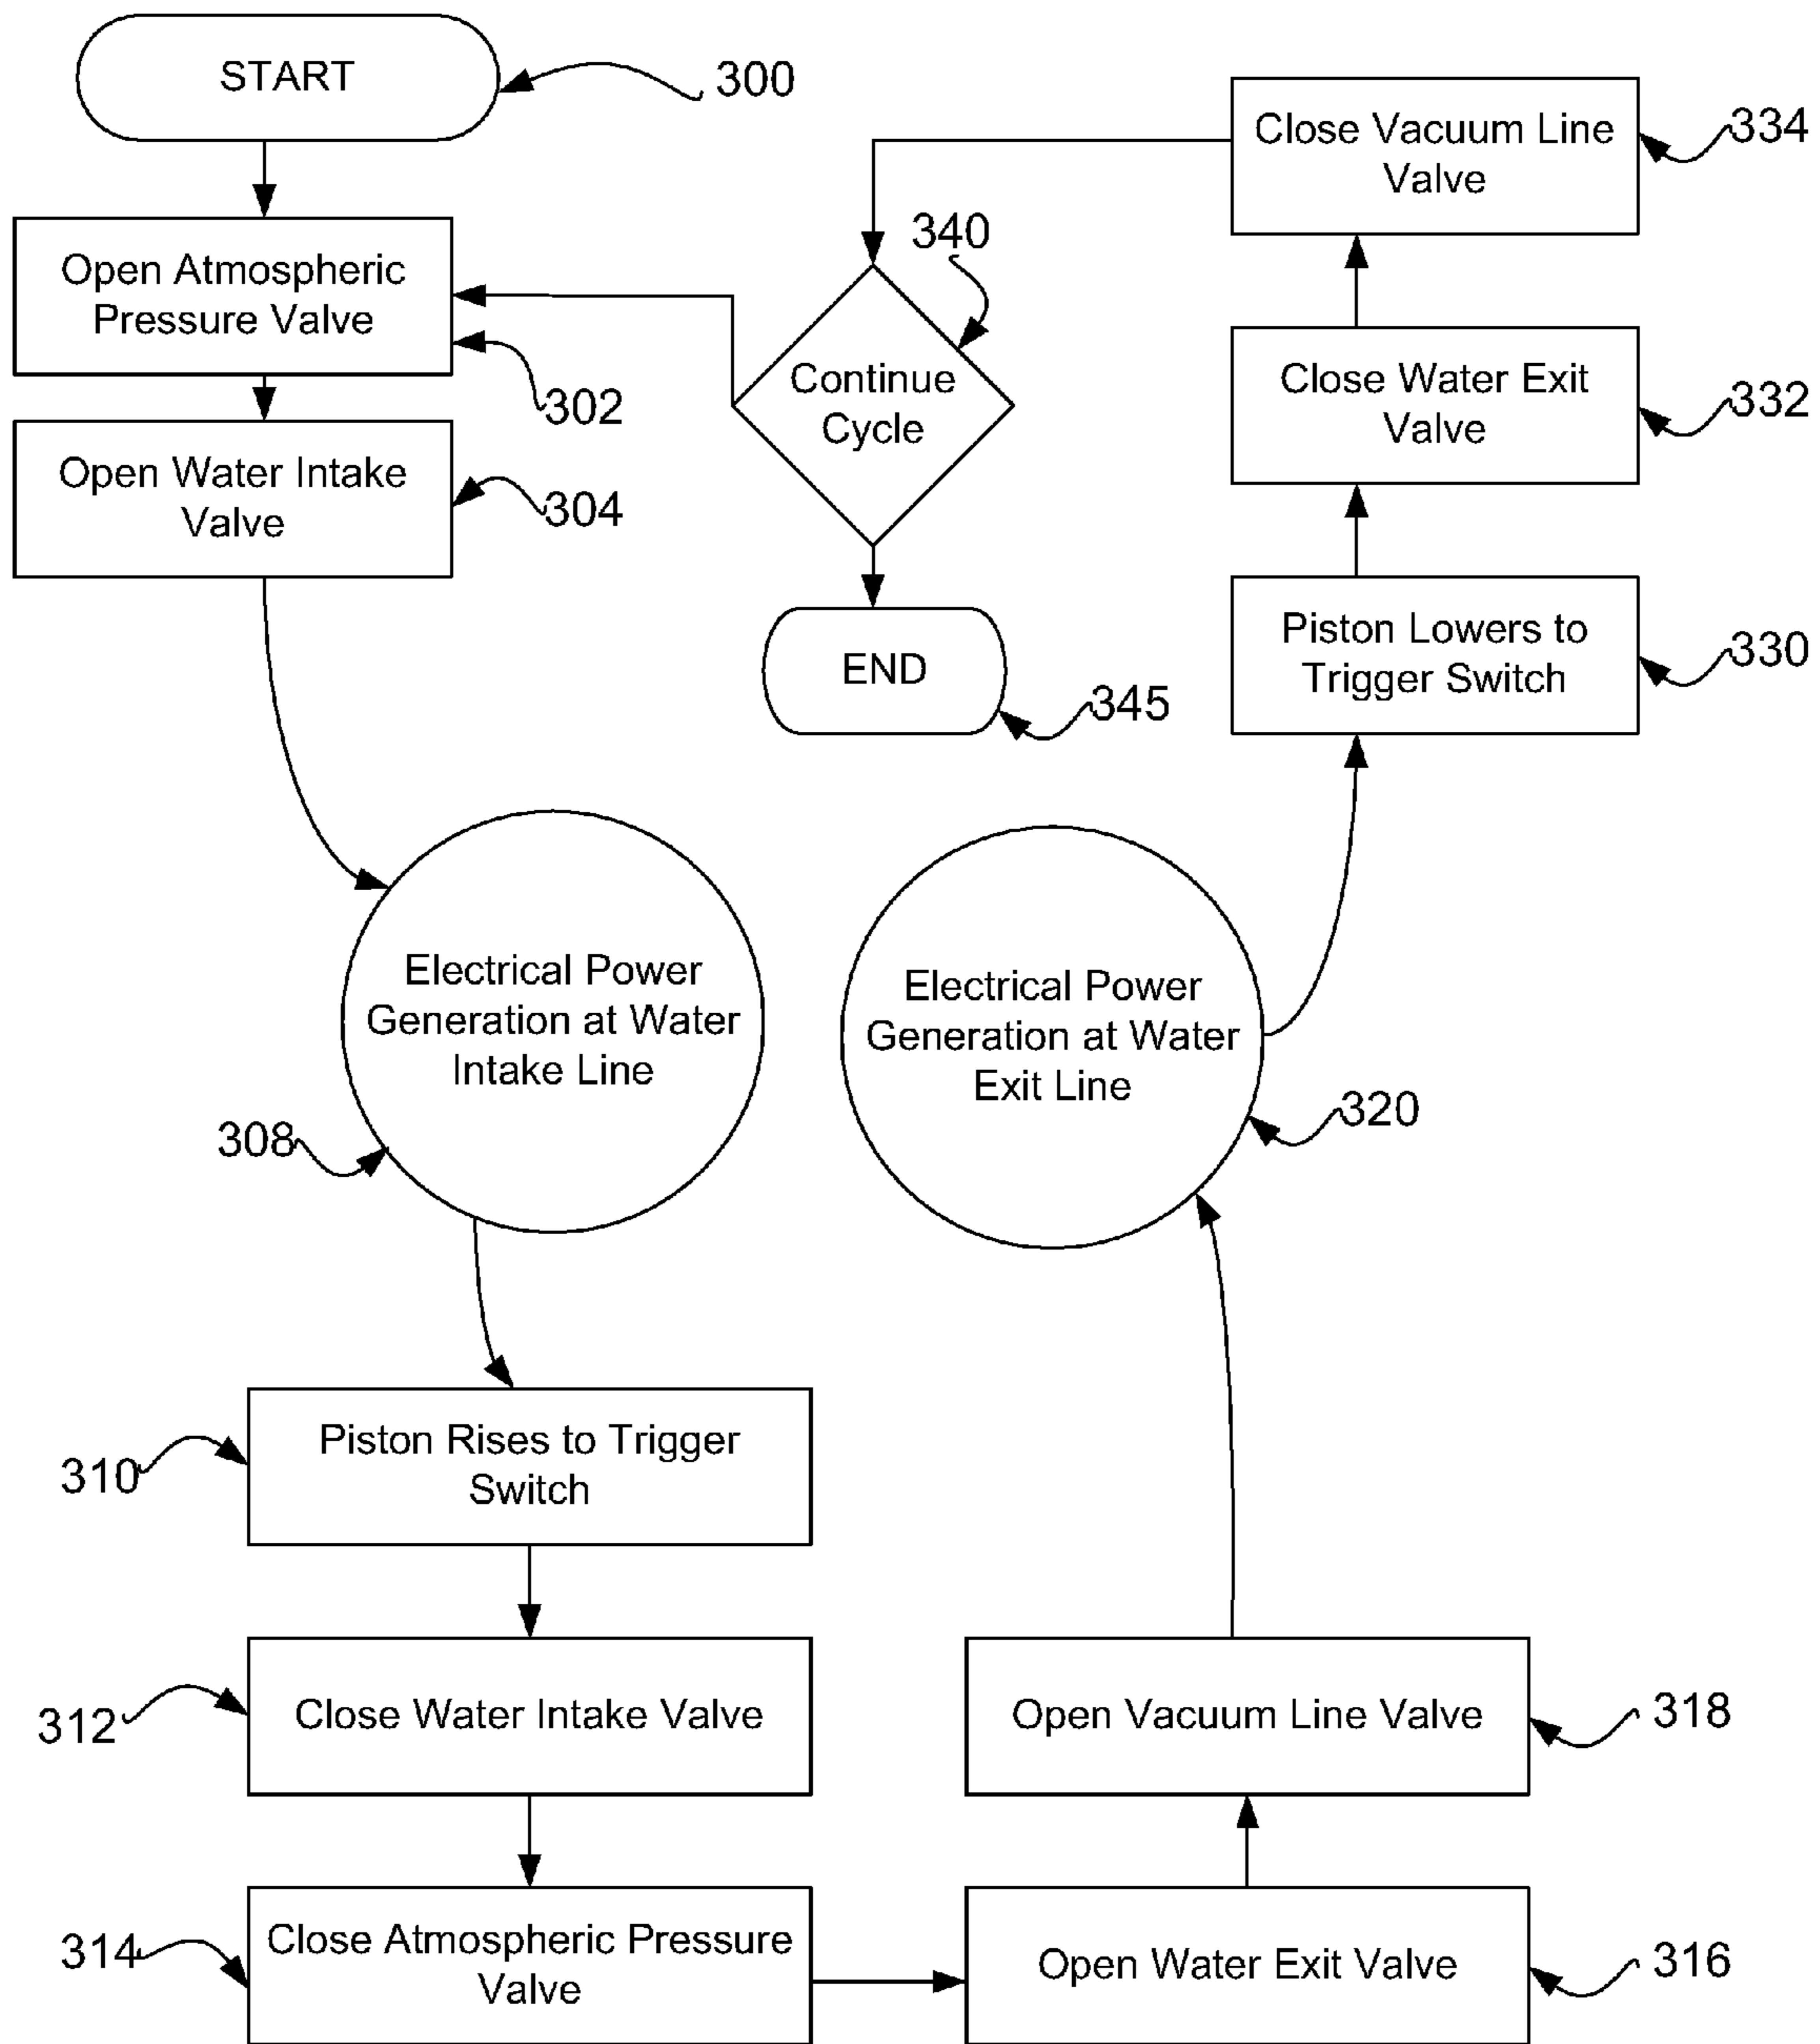 START
300
Open Atmospheric
Pressure Valve
302
Open Water Intake
Valve
304
Electrical Power
Generation at Water
Intake Line
308
Piston Rises to Trigger
Switch
310
Close Water Intake Valve
312
Close Atmospheric Pressure
Valve
314
Open Water Exit Valve
316
Open Vacuum Line Valve
318
Electrical Power
Generation at Water
Exit Line
320
Piston Lowers to
Trigger Switch
330
Close Water Exit
Valve
332
Close Vacuum Line
Valve
334
Continue
Cycle
340
END
345